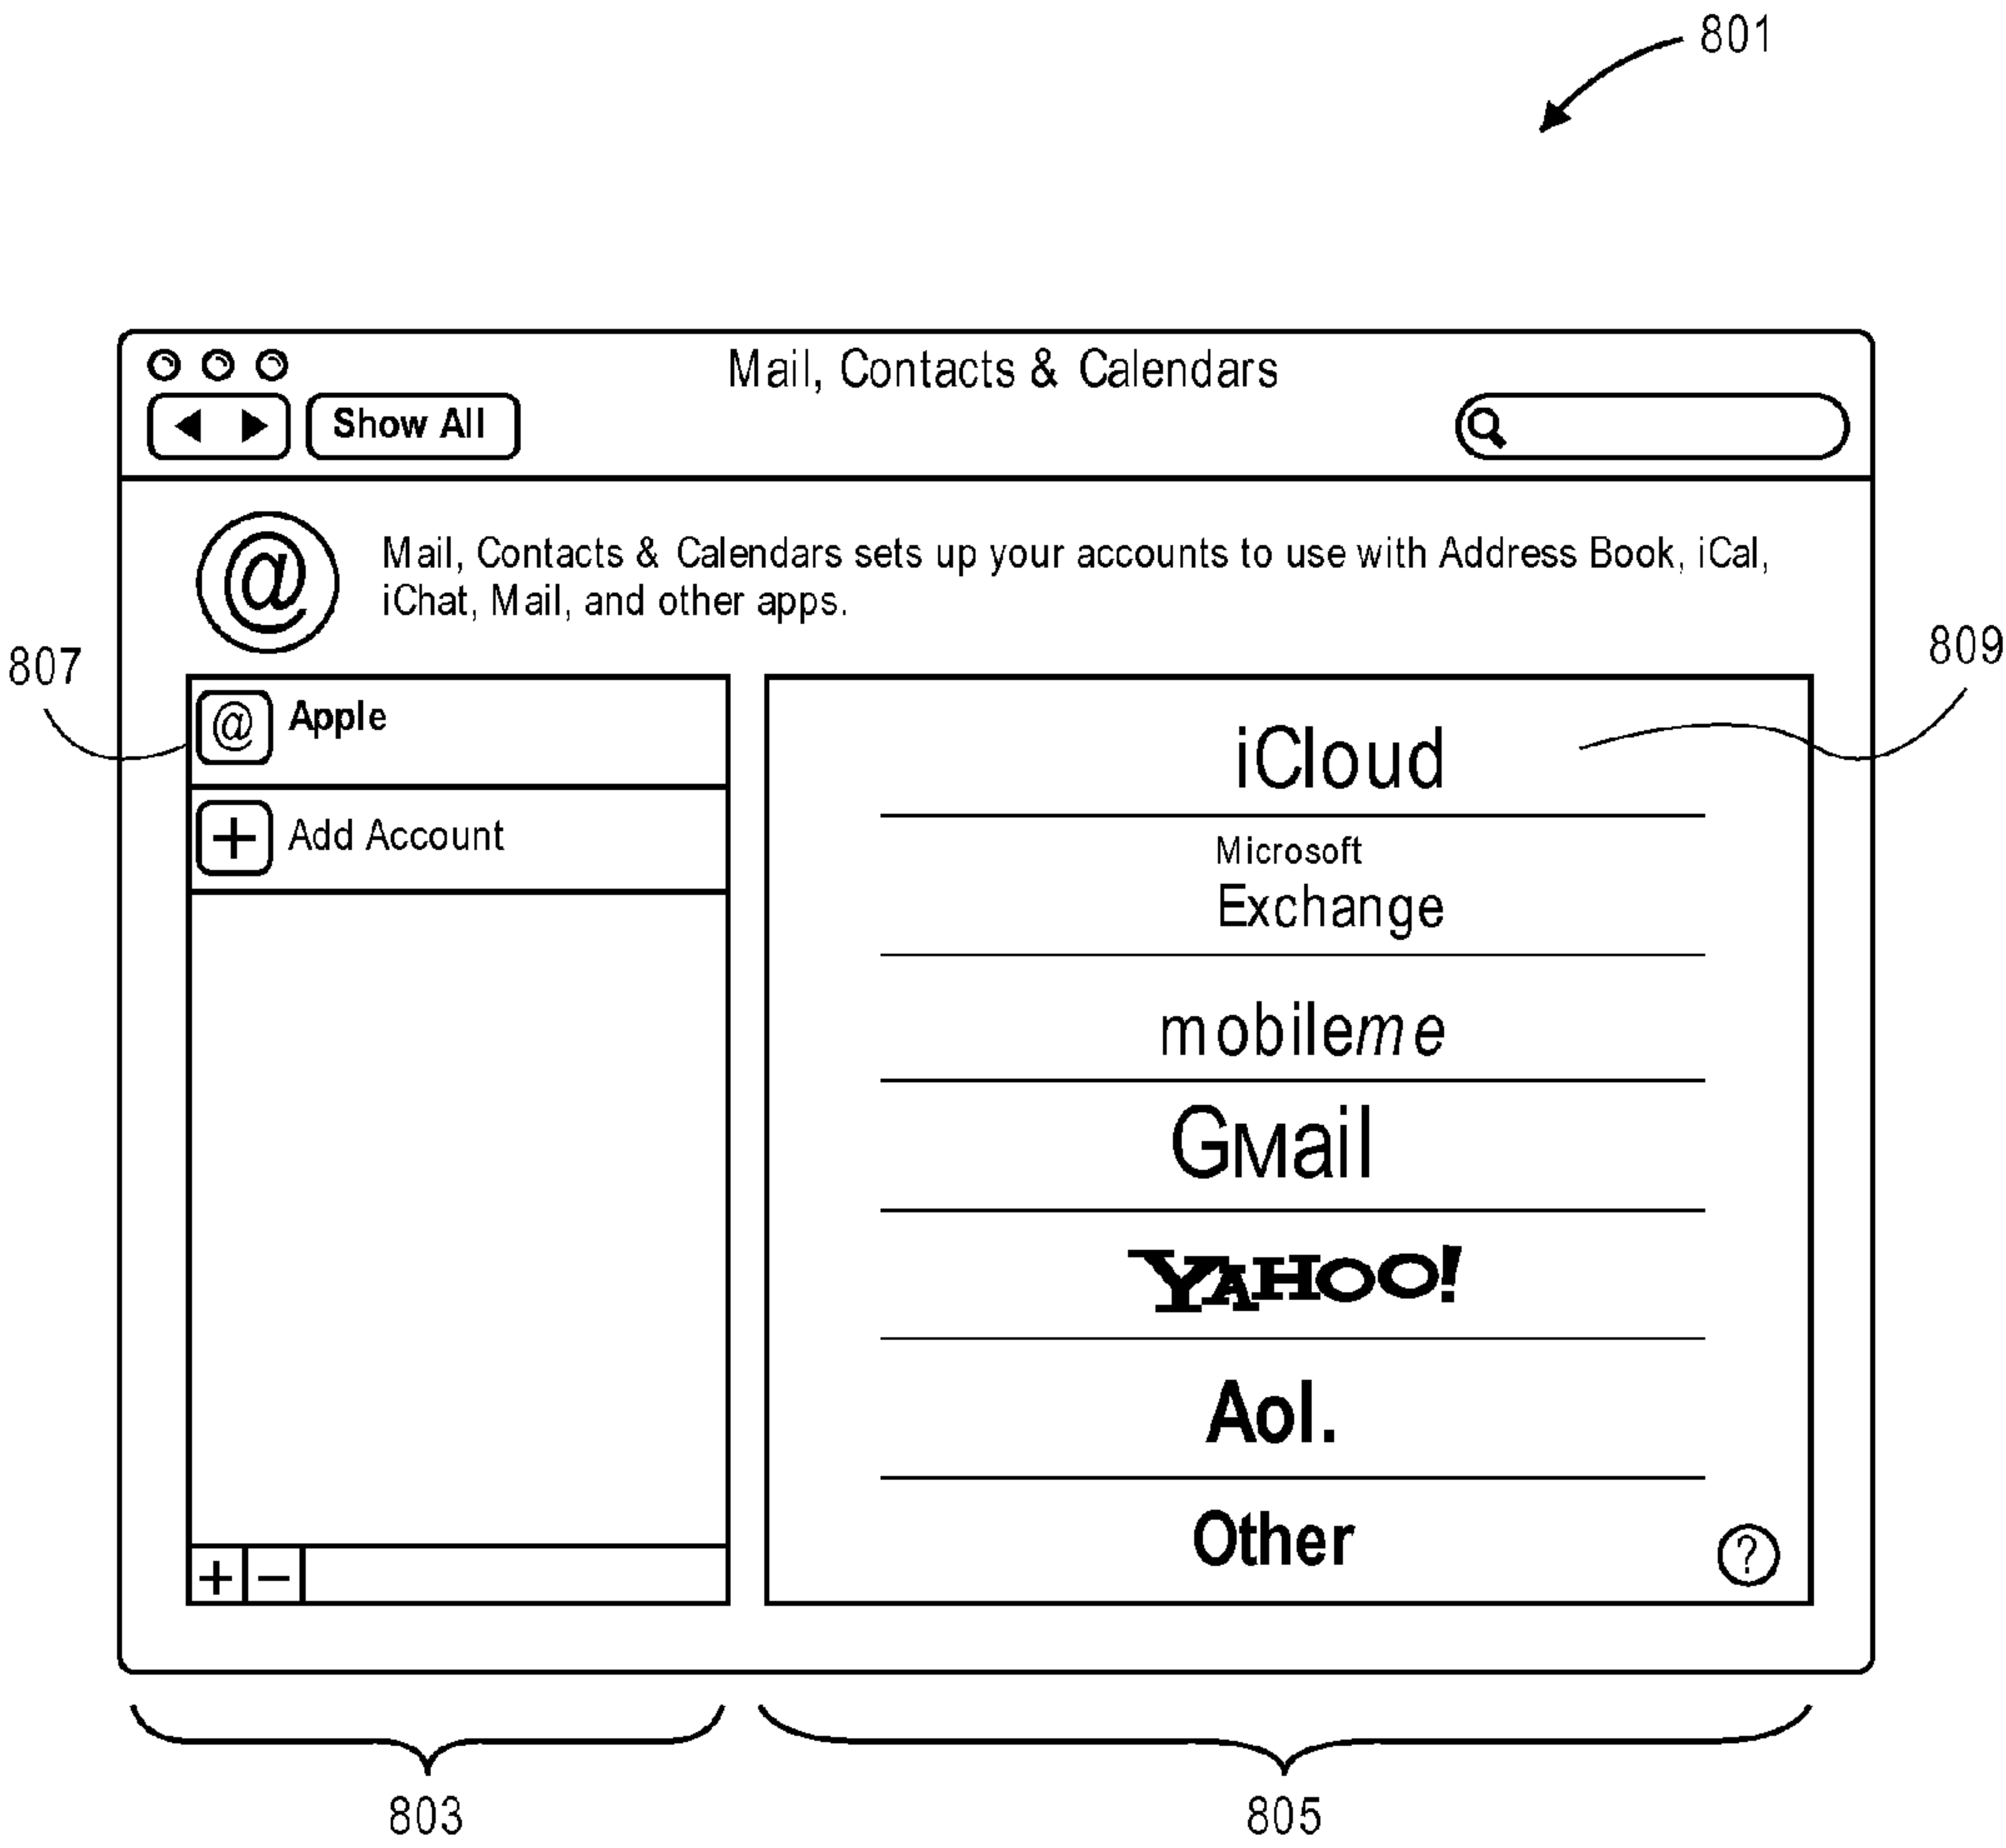 801
Mail, Contacts & Calendars
Show All
@
Mail, Contacts & Calendars sets up your accounts to use with Address Book, iCal,
iChat, Mail, and other apps.
807
809
@ Apple
+ Add Account
iCloud
Microsoft
Exchange
mobileme
GMail
YAHOO!
Aol.
Other
?
+ −
803
805